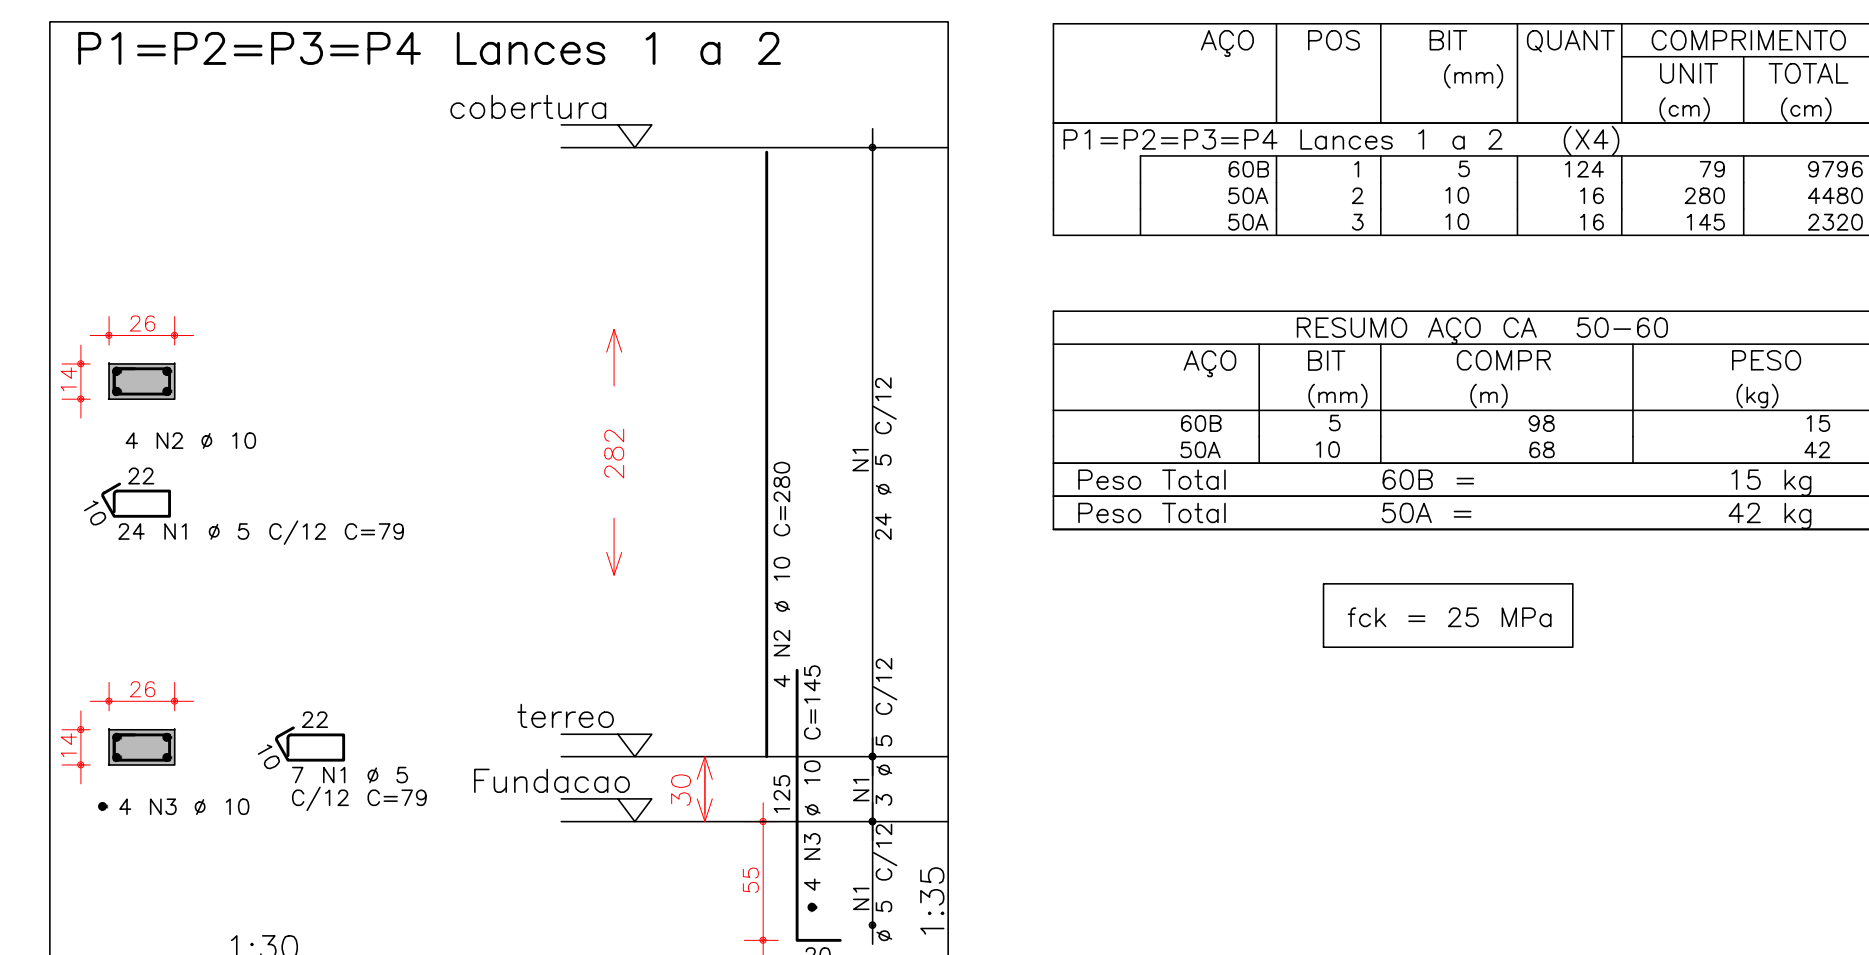 P1=P2=P3=P4 Lances 1 a 2
cobertura
26
14
4 N2 ø 10
22
10
24 N1 ø 5 C/12 C=79
282
4 N2 ø 10 C=280
N1
24 ø 5 C/12
26
14
4 N3 ø 10
22
10
7 N1 ø 5
C/12 C=79
terreo
Fundacao
30
55
125
4 N3 ø 10 C=145
N1
3 ø 5 C/12
N1
ø 5 C/12
1:35
1:30
AÇO POS BIT QUANT COMPRIMENTO
(mm) UNIT TOTAL
(cm) (cm)
P1=P2=P3=P4 Lances 1 a 2 (X4)
60B 1 5 124 79 9796
50A 2 10 16 280 4480
50A 3 10 16 145 2320
RESUMO AÇO CA 50-60
AÇO BIT COMPR PESO
(mm) (m) (kg)
60B 5 98 15
50A 10 68 42
Peso Total 60B = 15 kg
Peso Total 50A = 42 kg
fck = 25 MPa